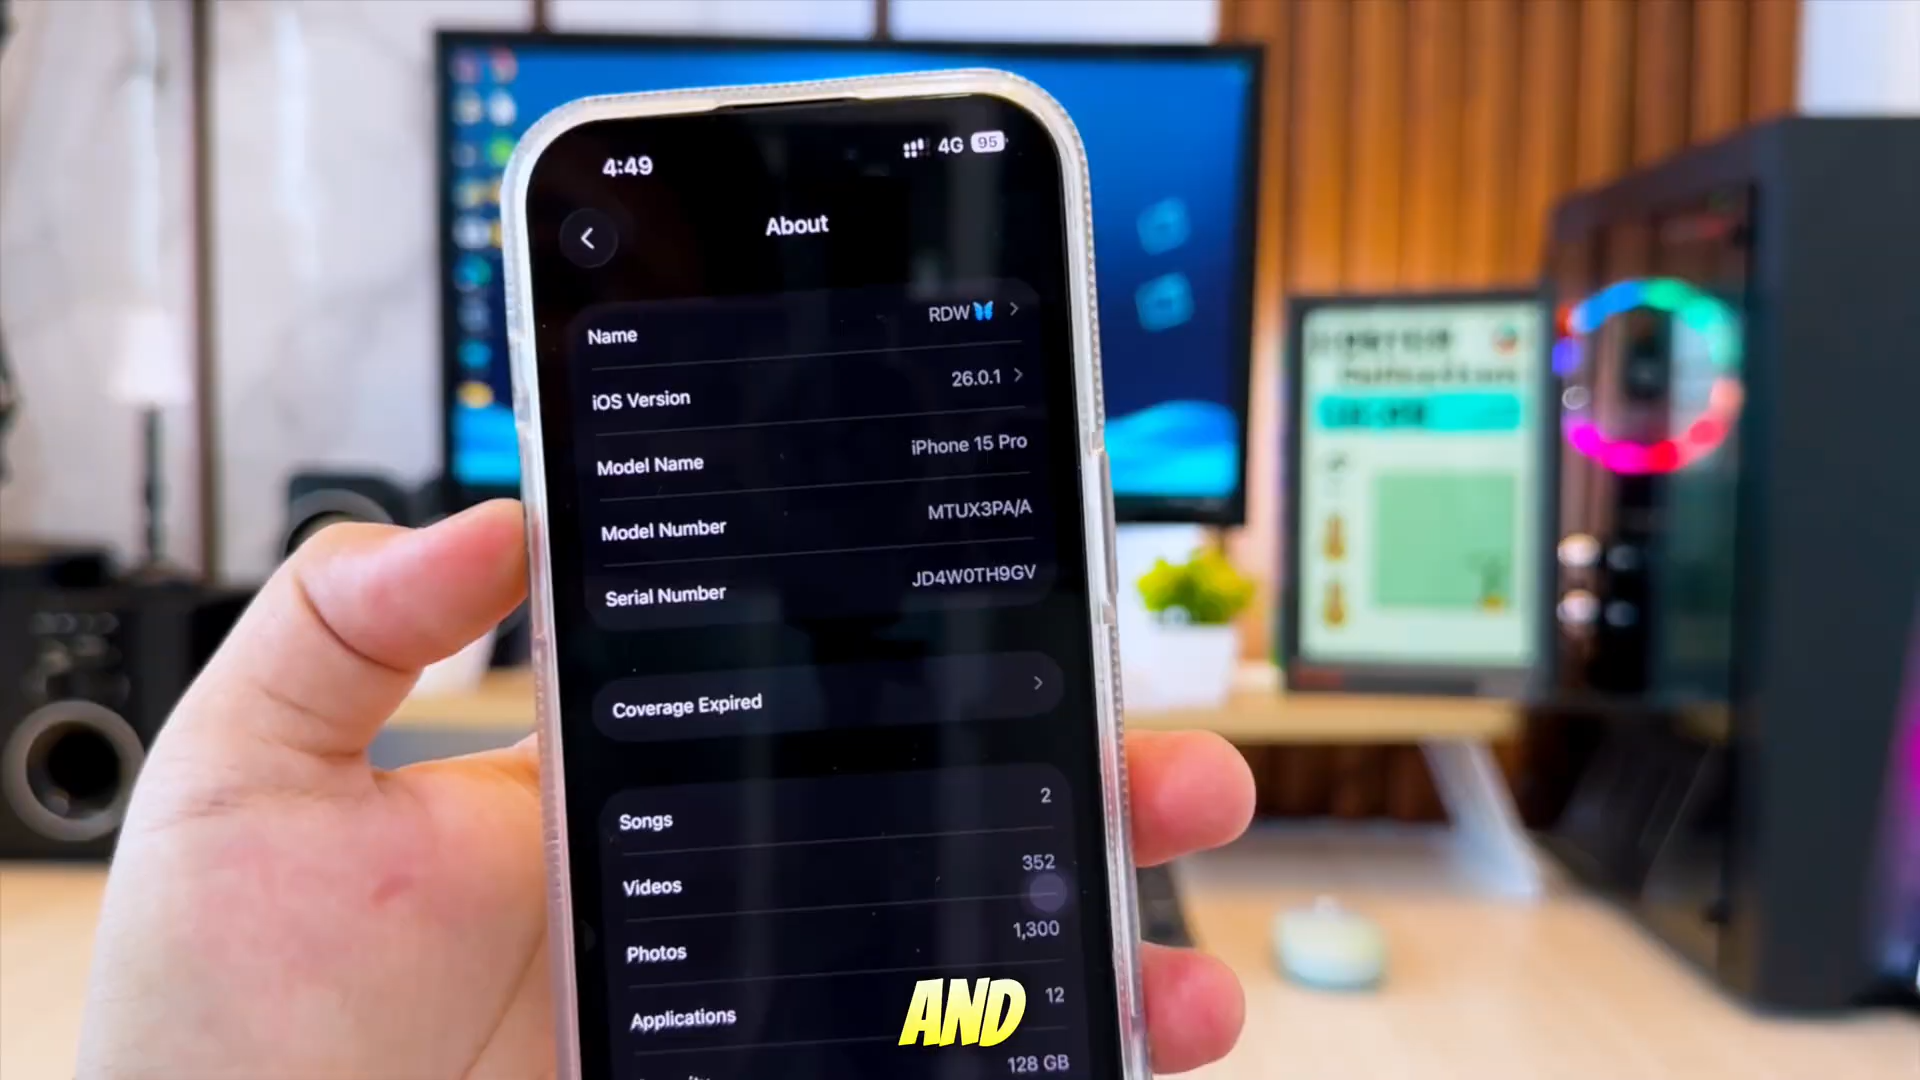 4:49 4G 95
About
Name RDW🦋
iOS Version 26.0.1
Model Name iPhone 15 Pro
Model Number MTUX3PA/A
Serial Number JD4W0TH9GV
Coverage Expired
Songs 2
Videos 352
Photos 1,300
Applications 12
128 GB
AND